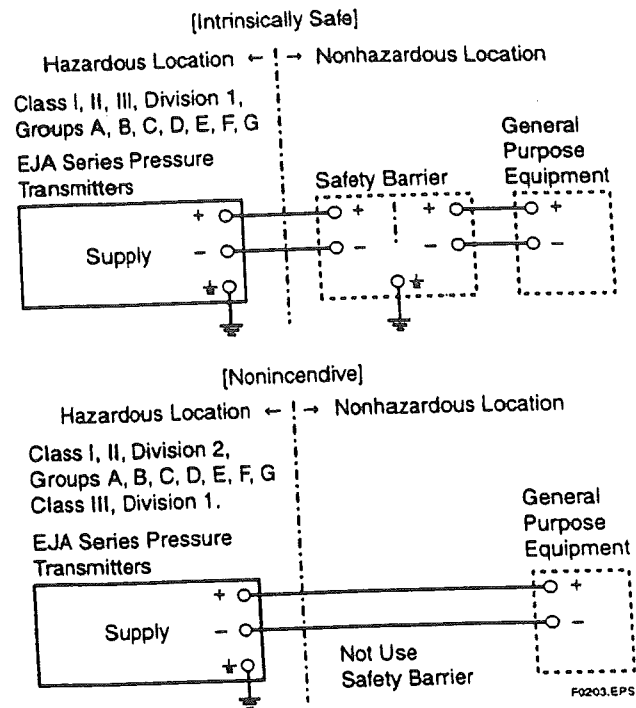 [Intrinsically Safe]
Hazardous Location ← → Nonhazardous Location
Class I, II, III, Division 1,
Groups A, B, C, D, E, F, G
EJA Series Pressure
Transmitters
Safety Barrier
General
Purpose
Equipment
+ + + +
Supply − − − −
[Nonincendive]
Hazardous Location ← → Nonhazardous Location
Class I, II, Division 2,
Groups A, B, C, D, E, F, G
Class III, Division 1.
EJA Series Pressure
Transmitters
General
Purpose
Equipment
+ +
Supply − −
Not Use
Safety Barrier
F0203.EPS